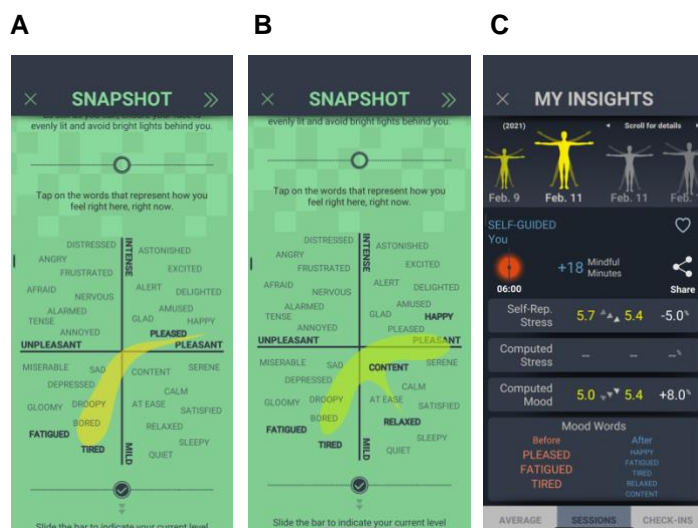 A
B
C
× SNAPSHOT »
evenly lit and avoid bright lights behind you.
Tap on the words that represent how you
feel right here, right now.
DISTRESSED
INTENSE
ASTONISHED
ANGRY
FRUSTRATED
EXCITED
AFRAID
NERVOUS
ALERT
DELIGHTED
ALARMED
AMUSED
TENSE
GLAD
HAPPY
ANNOYED
PLEASED
UNPLEASANT
PLEASANT
MISERABLE
SAD
CONTENT
SERENE
DEPRESSED
CALM
GLOOMY
DROOPY
AT EASE
SATISFIED
BORED
RELAXED
FATIGUED
SLEEPY
TIRED
MILD
QUIET
Slide the bar to indicate your current level
× SNAPSHOT »
evenly lit and avoid bright lights behind you.
Tap on the words that represent how you
feel right here, right now.
DISTRESSED
INTENSE
ASTONISHED
ANGRY
FRUSTRATED
EXCITED
AFRAID
NERVOUS
ALERT
DELIGHTED
ALARMED
AMUSED
TENSE
GLAD
HAPPY
ANNOYED
PLEASED
UNPLEASANT
PLEASANT
MISERABLE
SAD
CONTENT
SERENE
DEPRESSED
CALM
GLOOMY
DROOPY
AT EASE
SATISFIED
BORED
RELAXED
FATIGUED
SLEEPY
TIRED
MILD
QUIET
Slide the bar to indicate your current level
× MY INSIGHTS
(2021)
Scroll for details
Feb. 9 Feb. 11 Feb. 11 Feb.
SELF-GUIDED
You
06:00
+18 Mindful
Minutes
Share
Self-Rep.
Stress
5.7 5.4 -5.0%
Computed
Stress
-- -- --%
Computed
Mood
5.0 5.4 +8.0%
Mood Words
Before After
PLEASED
FATIGUED
TIRED
HAPPY
FATIGUED
TIRED
RELAXED
CONTENT
AVERAGE SESSIONS CHECK-INS